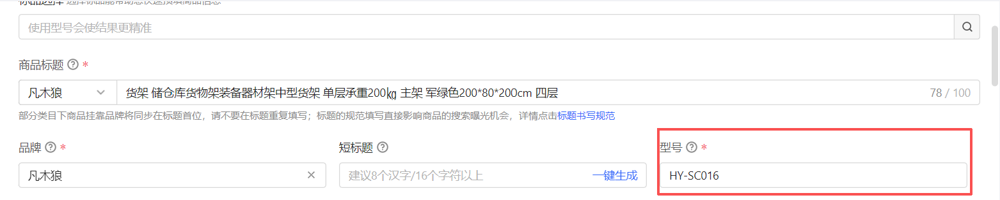 使用型号会使结果更精准
商品标题 ? *
凡木狼 货架 储仓库货物架装备器材架中型货架 单层承重200㎏ 主架 军绿色200*80*200cm 四层 78 / 100
部分类目下商品挂靠品牌将同步在标题首位，请不要在标题重复填写；标题的规范填写直接影响商品的搜索曝光机会，详情点击标题书写规范
品牌 ? * 短标题 ? 型号 ? *
凡木狼 建议8个汉字/16个字符以上 一键生成 HY-SC016